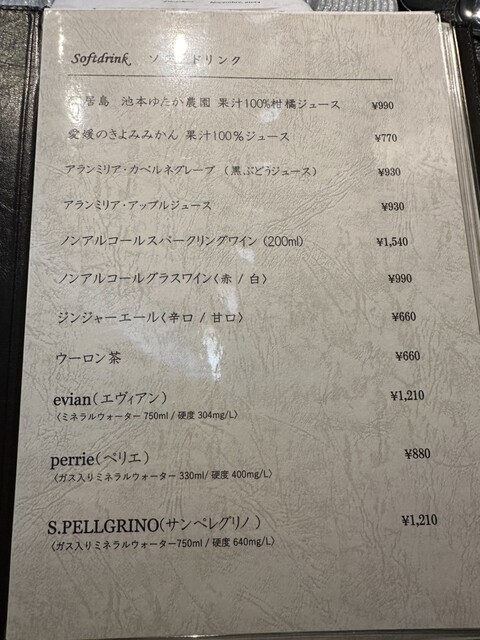 Softdrink ソフトドリンク
居島 池本ゆたか農園 果汁100%柑橘ジュース ¥990
愛媛のきよみみかん 果汁100%ジュース ¥770
アランミリア・カベルネグレープ (黒ぶどうジュース) ¥930
アランミリア・アップルジュース ¥930
ノンアルコールスパークリングワイン (200ml) ¥1,540
ノンアルコールグラスワイン〈赤 / 白〉 ¥990
ジンジャーエール〈辛口 / 甘口〉 ¥660
ウーロン茶 ¥660
evian(エヴィアン) ¥1,210
〈ミネラルウォーター 750ml / 硬度 304mg/L〉
perrie(ペリエ) ¥880
〈ガス入りミネラルウォーター 330ml/ 硬度 400mg/L〉
S.PELLGRINO(サンペレグリノ ) ¥1,210
〈ガス入りミネラルウォーター750ml / 硬度 640mg/L〉